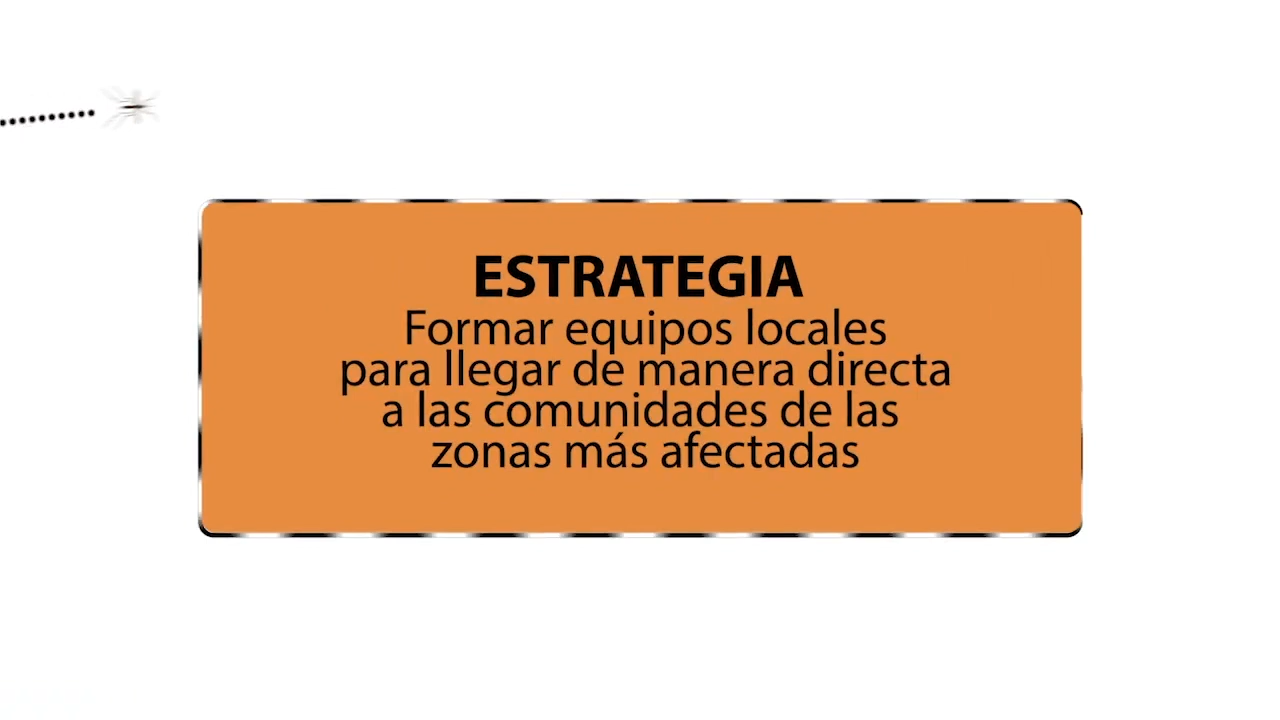 ESTRATEGIA
Formar equipos locales
para llegar de manera directa
a las comunidades de las
zonas más afectadas